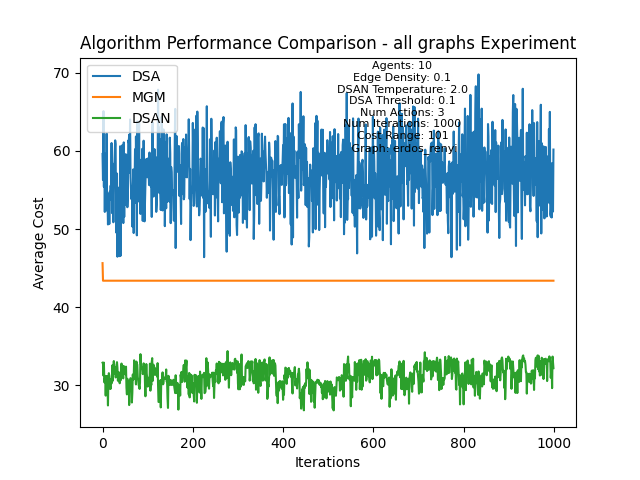 Algorithm Performance Comparison - all graphs Experiment
DSA
MGM
DSAN
Agents: 10
Edge Density: 0.1
DSAN Temperature: 2.0
DSA Threshold: 0.1
Num Actions: 3
Num Iterations: 1000
Cost Range: 101
Graph: erdos_renyi
70
60
50
40
30
Average Cost
0
200
400
600
800
1000
Iterations